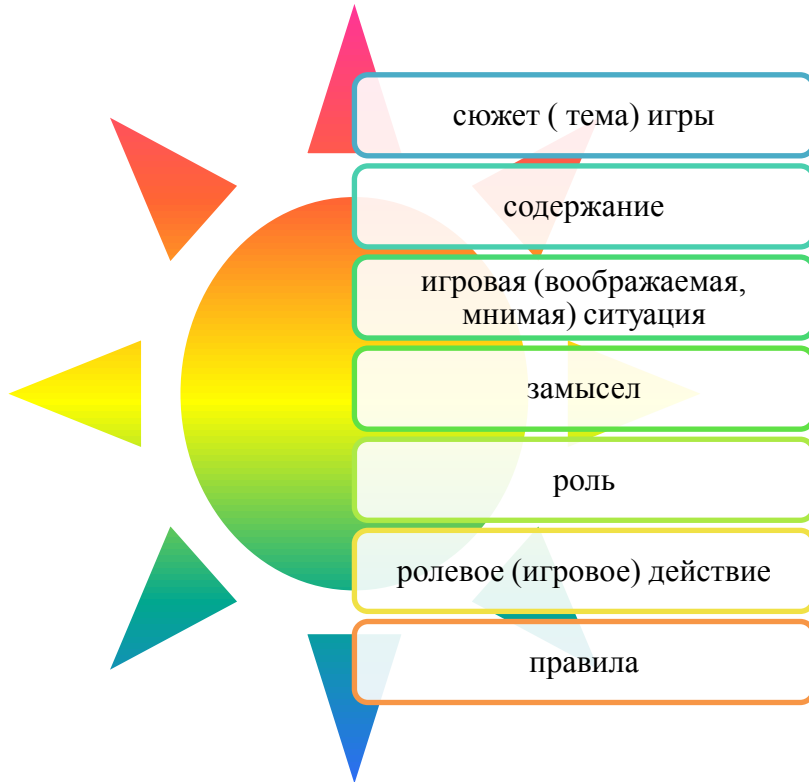 сюжет ( тема) игры
содержание
игровая (воображаемая,
мнимая) ситуация
замысел
роль
ролевое (игровое) действие
правила